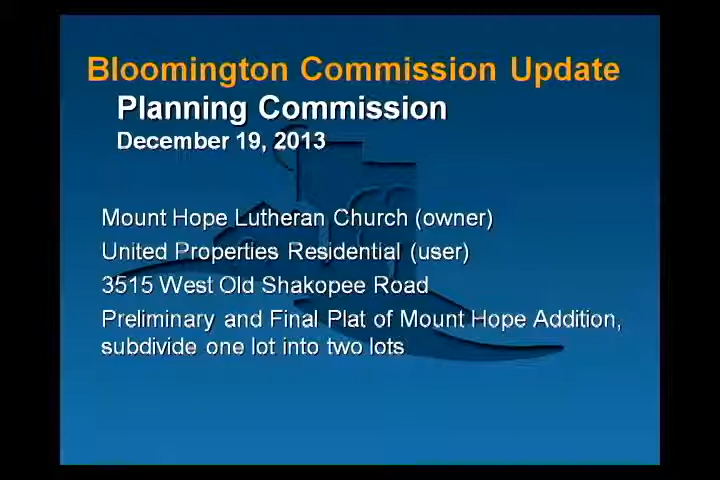 Bloomington Commission Update
Planning Commission
December 19, 2013
Mount Hope Lutheran Church (owner)
United Properties Residential (user)
3515 West Old Shakopee Road
Preliminary and Final Plat of Mount Hope Addition,
subdivide one lot into two lots